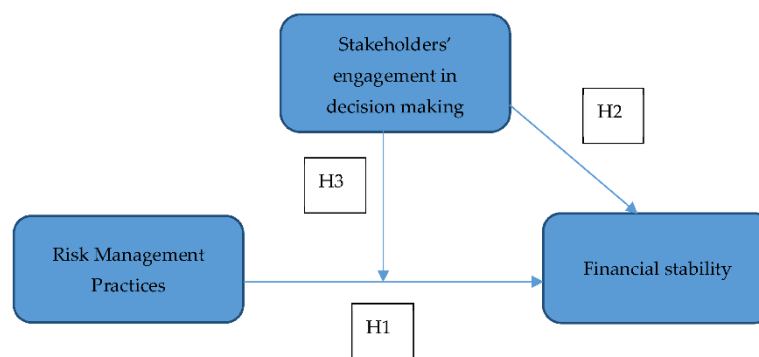 Stakeholders’
engagement in
decision making
H2
H3
Risk Management
Practices
Financial stability
H1